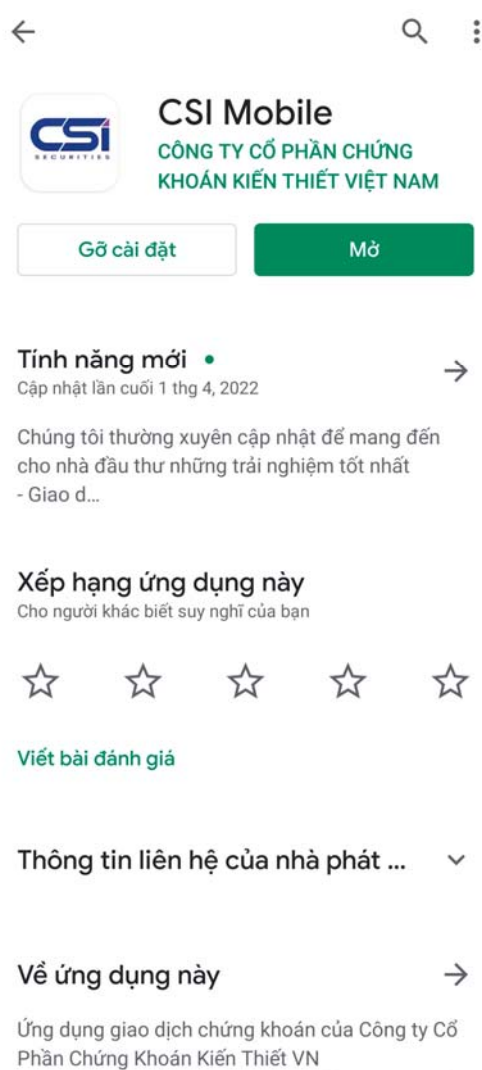 CSI
SECURITIES
CSI Mobile
CÔNG TY CỔ PHẦN CHỨNG
KHOÁN KIẾN THIẾT VIỆT NAM
Gỡ cài đặt
Mở
Tính năng mới
Cập nhật lần cuối 1 thg 4, 2022
Chúng tôi thường xuyên cập nhật để mang đến
cho nhà đầu thư những trải nghiệm tốt nhất
- Giao d...
Xếp hạng ứng dụng này
Cho người khác biết suy nghĩ của bạn
Viết bài đánh giá
Thông tin liên hệ của nhà phát ...
Về ứng dụng này
Ứng dụng giao dịch chứng khoán của Công ty Cổ
Phần Chứng Khoán Kiến Thiết VN